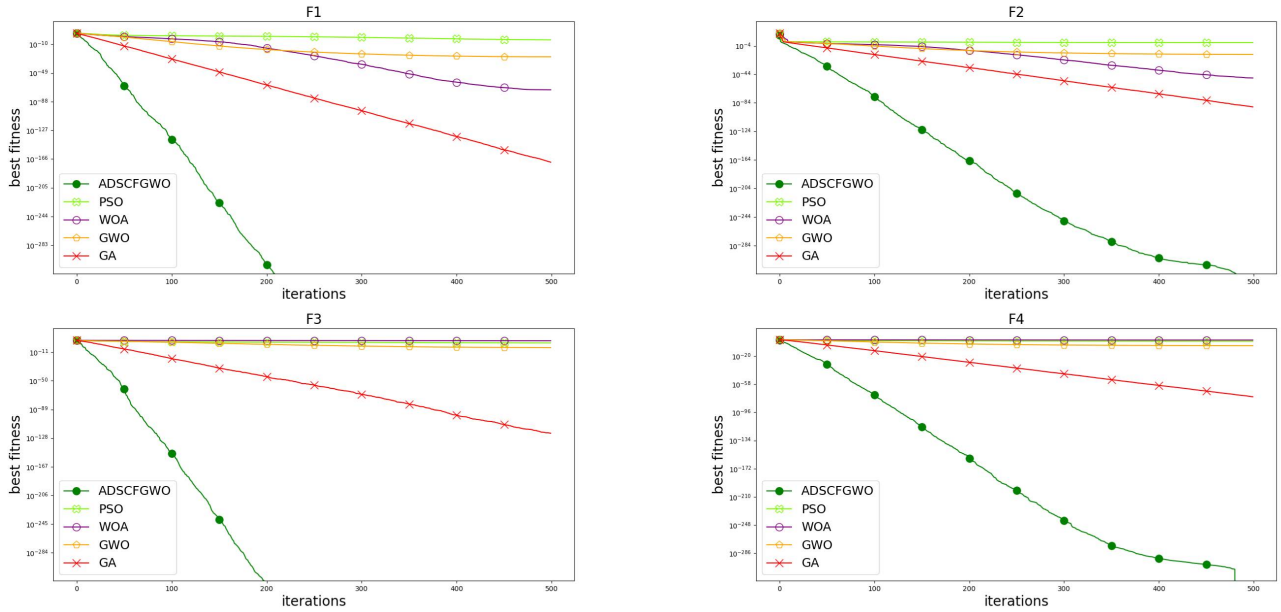 F1
best fitness
10^-10
10^-49
10^-88
10^-127
10^-166
10^-205
10^-244
10^-283
ADSCFGWO
PSO
WOA
GWO
GA
0 100 200 300 400 500
iterations
F2
best fitness
10^-4
10^-44
10^-84
10^-124
10^-164
10^-204
10^-244
10^-284
ADSCFGWO
PSO
WOA
GWO
GA
0 100 200 300 400 500
iterations
F3
best fitness
10^-11
10^-50
10^-89
10^-128
10^-167
10^-206
10^-245
10^-284
ADSCFGWO
PSO
WOA
GWO
GA
0 100 200 300 400 500
iterations
F4
best fitness
10^-20
10^-58
10^-96
10^-134
10^-172
10^-210
10^-248
10^-286
ADSCFGWO
PSO
WOA
GWO
GA
0 100 200 300 400 500
iterations